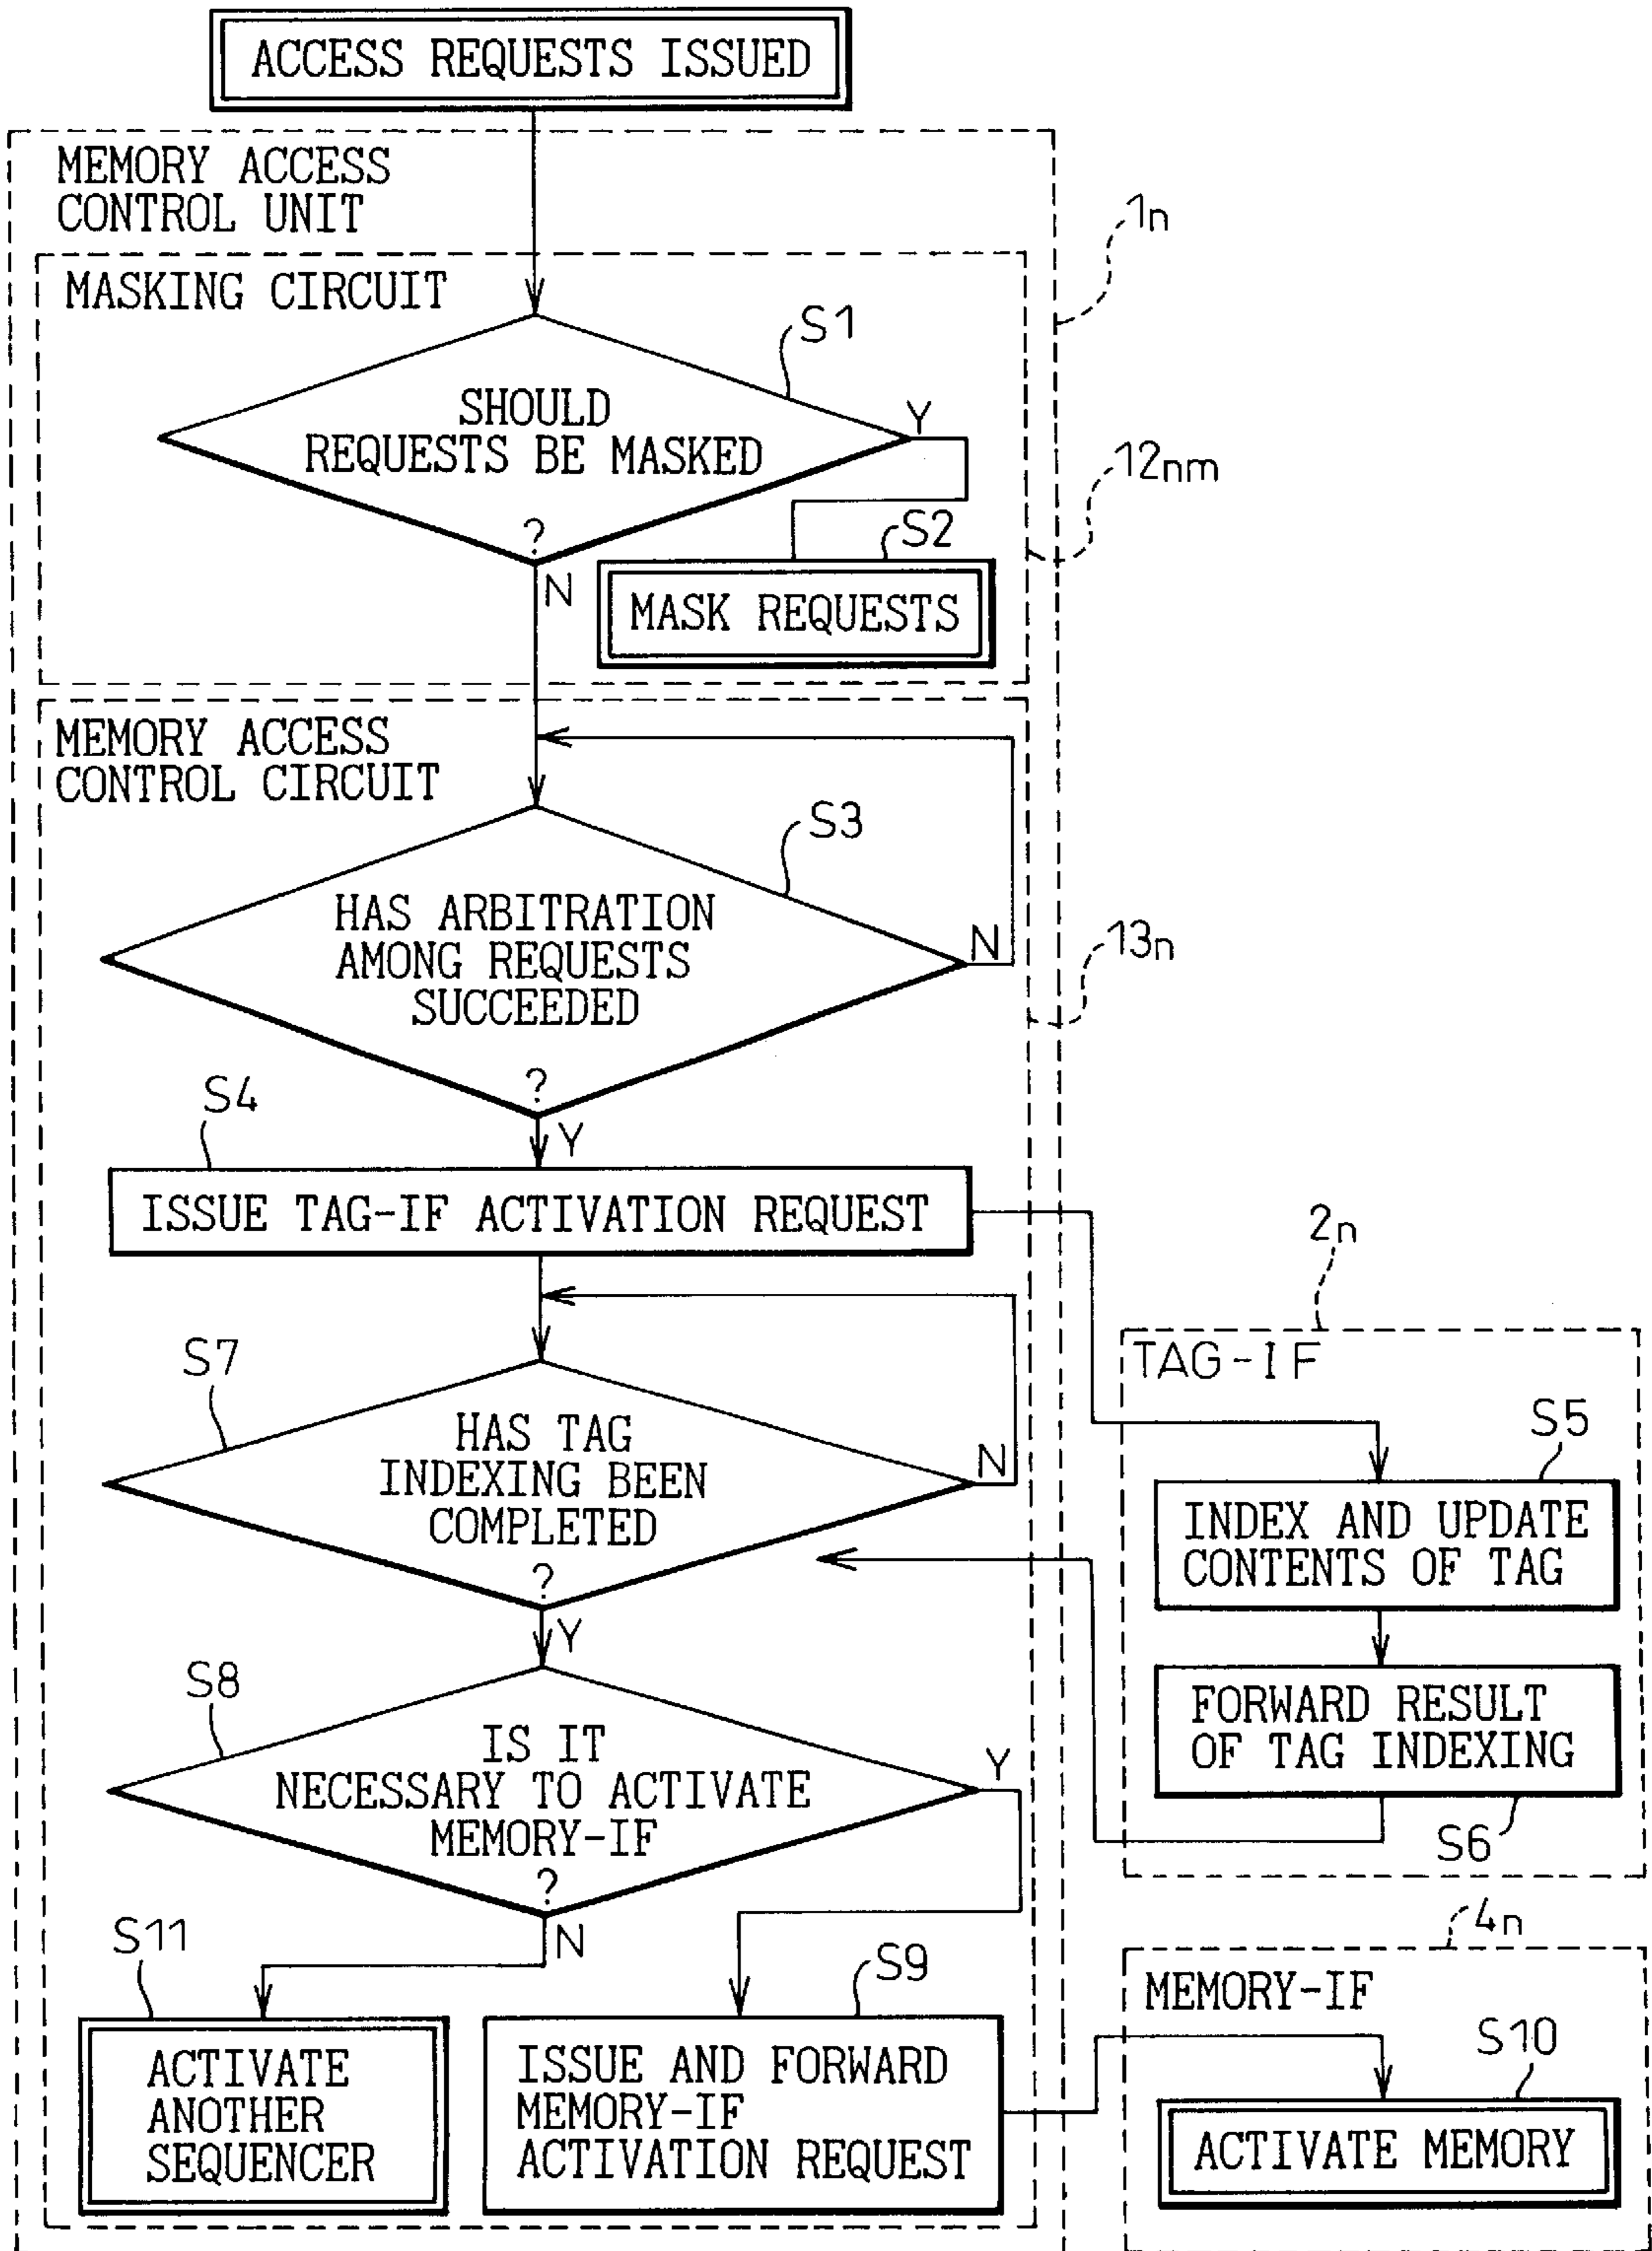 ACCESS REQUESTS ISSUED
MEMORY ACCESS
CONTROL UNIT
1n
MASKING CIRCUIT
S1
SHOULD
REQUESTS BE MASKED
?
Y
12nm
N
S2
MASK REQUESTS
MEMORY ACCESS
CONTROL CIRCUIT
S3
HAS ARBITRATION
AMONG REQUESTS
SUCCEEDED
?
N
13n
Y
S4
ISSUE TAG-IF ACTIVATION REQUEST
2n
TAG-IF
S7
HAS TAG
INDEXING BEEN
COMPLETED
?
N
Y
S5
INDEX AND UPDATE
CONTENTS OF TAG
FORWARD RESULT
OF TAG INDEXING
S6
S8
IS IT
NECESSARY TO ACTIVATE
MEMORY-IF
?
Y
N
4n
S11
ACTIVATE
ANOTHER
SEQUENCER
S9
ISSUE AND FORWARD
MEMORY-IF
ACTIVATION REQUEST
MEMORY-IF
S10
ACTIVATE MEMORY